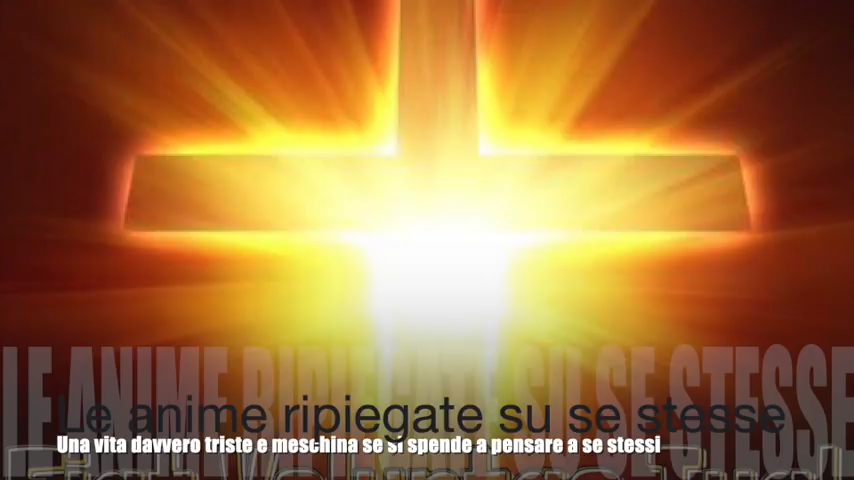 LE ANIME RIPIEGATE SU SE STESSE
Le anime ripiegate su se stesse
Una vita davvero triste e meschina se si spende a pensare a se stessi